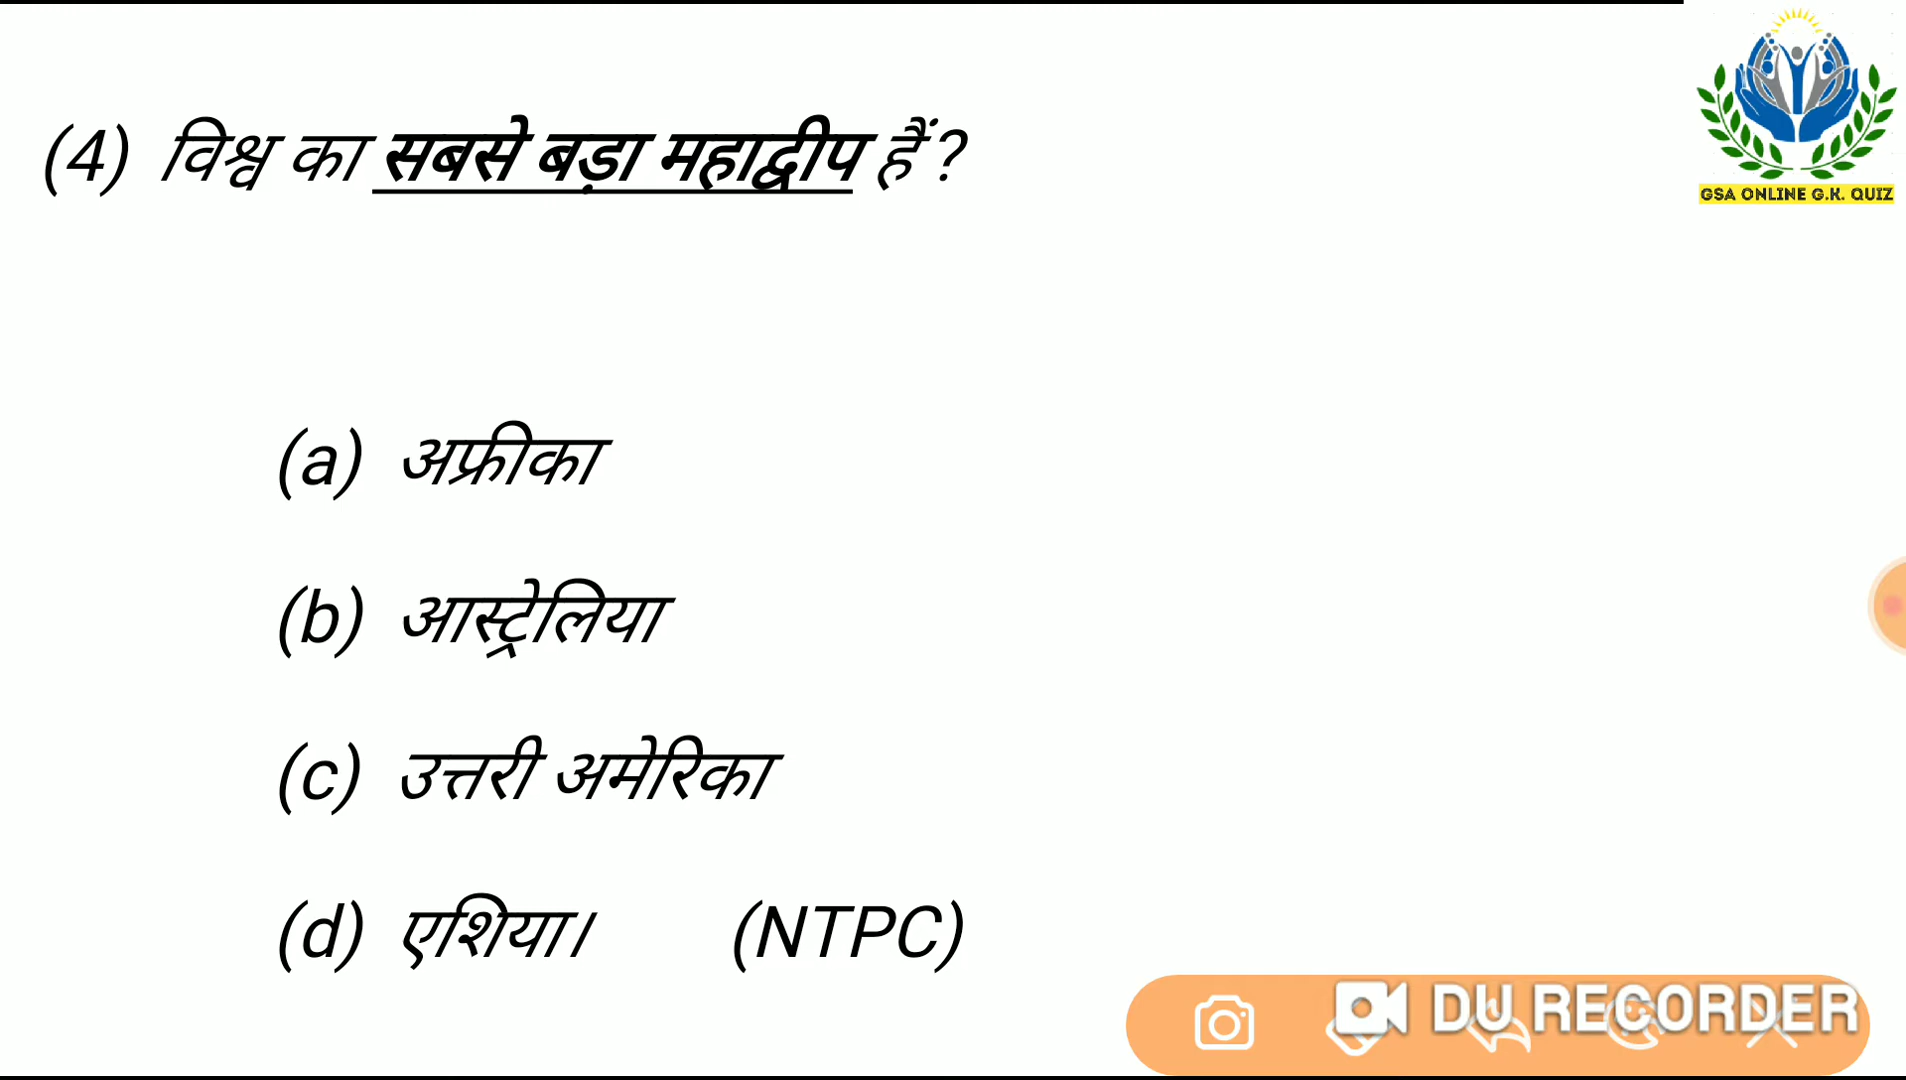 (4) विश्व का सबसे बड़ा महाद्वीप हैं?
GSA ONLINE G.K. QUIZ
(a) अफ्रीका
(b) आस्ट्रेलिया
(c) उत्तरी अमेरिका
(d) एशिया। (NTPC)
DU RECORDER